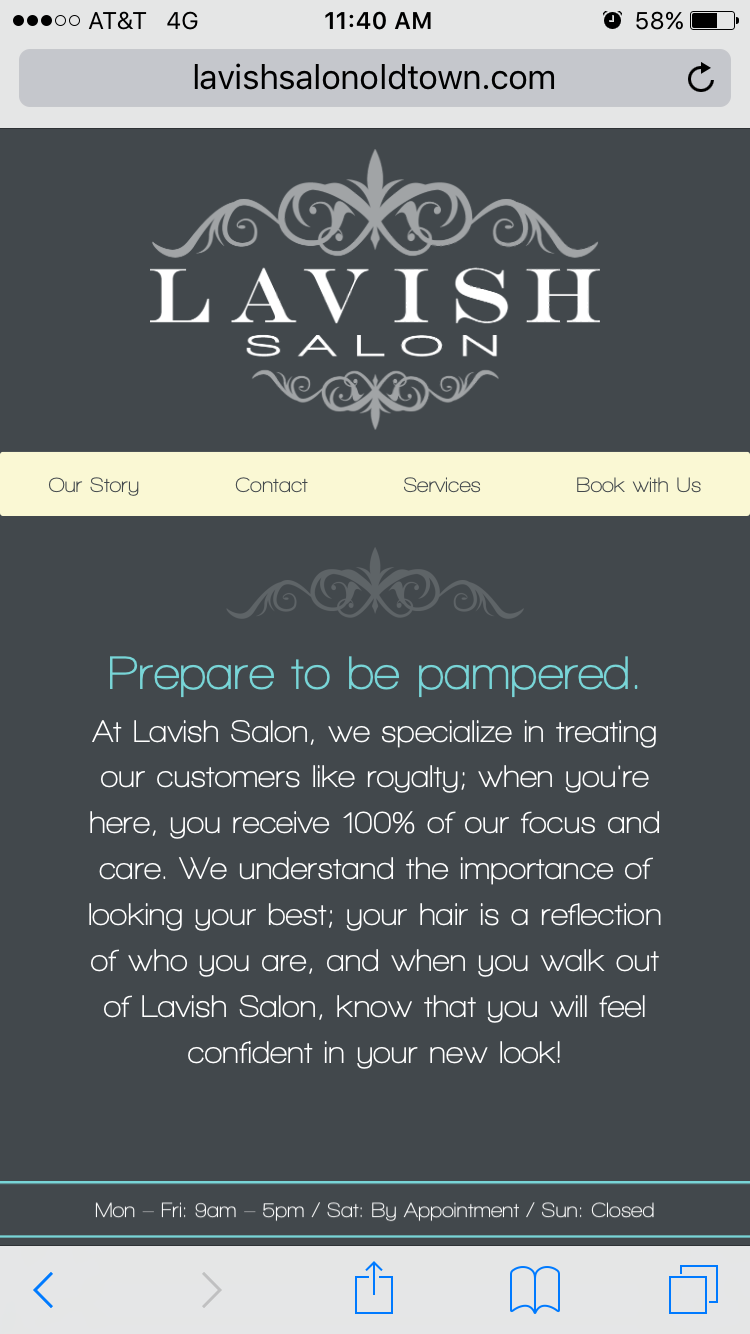 AT&T 4G 11:40 AM 58%
lavishsalonoldtown.com
LAVISH
SALON
Our Story Contact Services Book with Us
Prepare to be pampered.
At Lavish Salon, we specialize in treating
our customers like royalty; when you're
here, you receive 100% of our focus and
care. We understand the importance of
looking your best; your hair is a reflection
of who you are, and when you walk out
of Lavish Salon, know that you will feel
confident in your new look!
Mon – Fri: 9am – 5pm / Sat: By Appointment / Sun: Closed